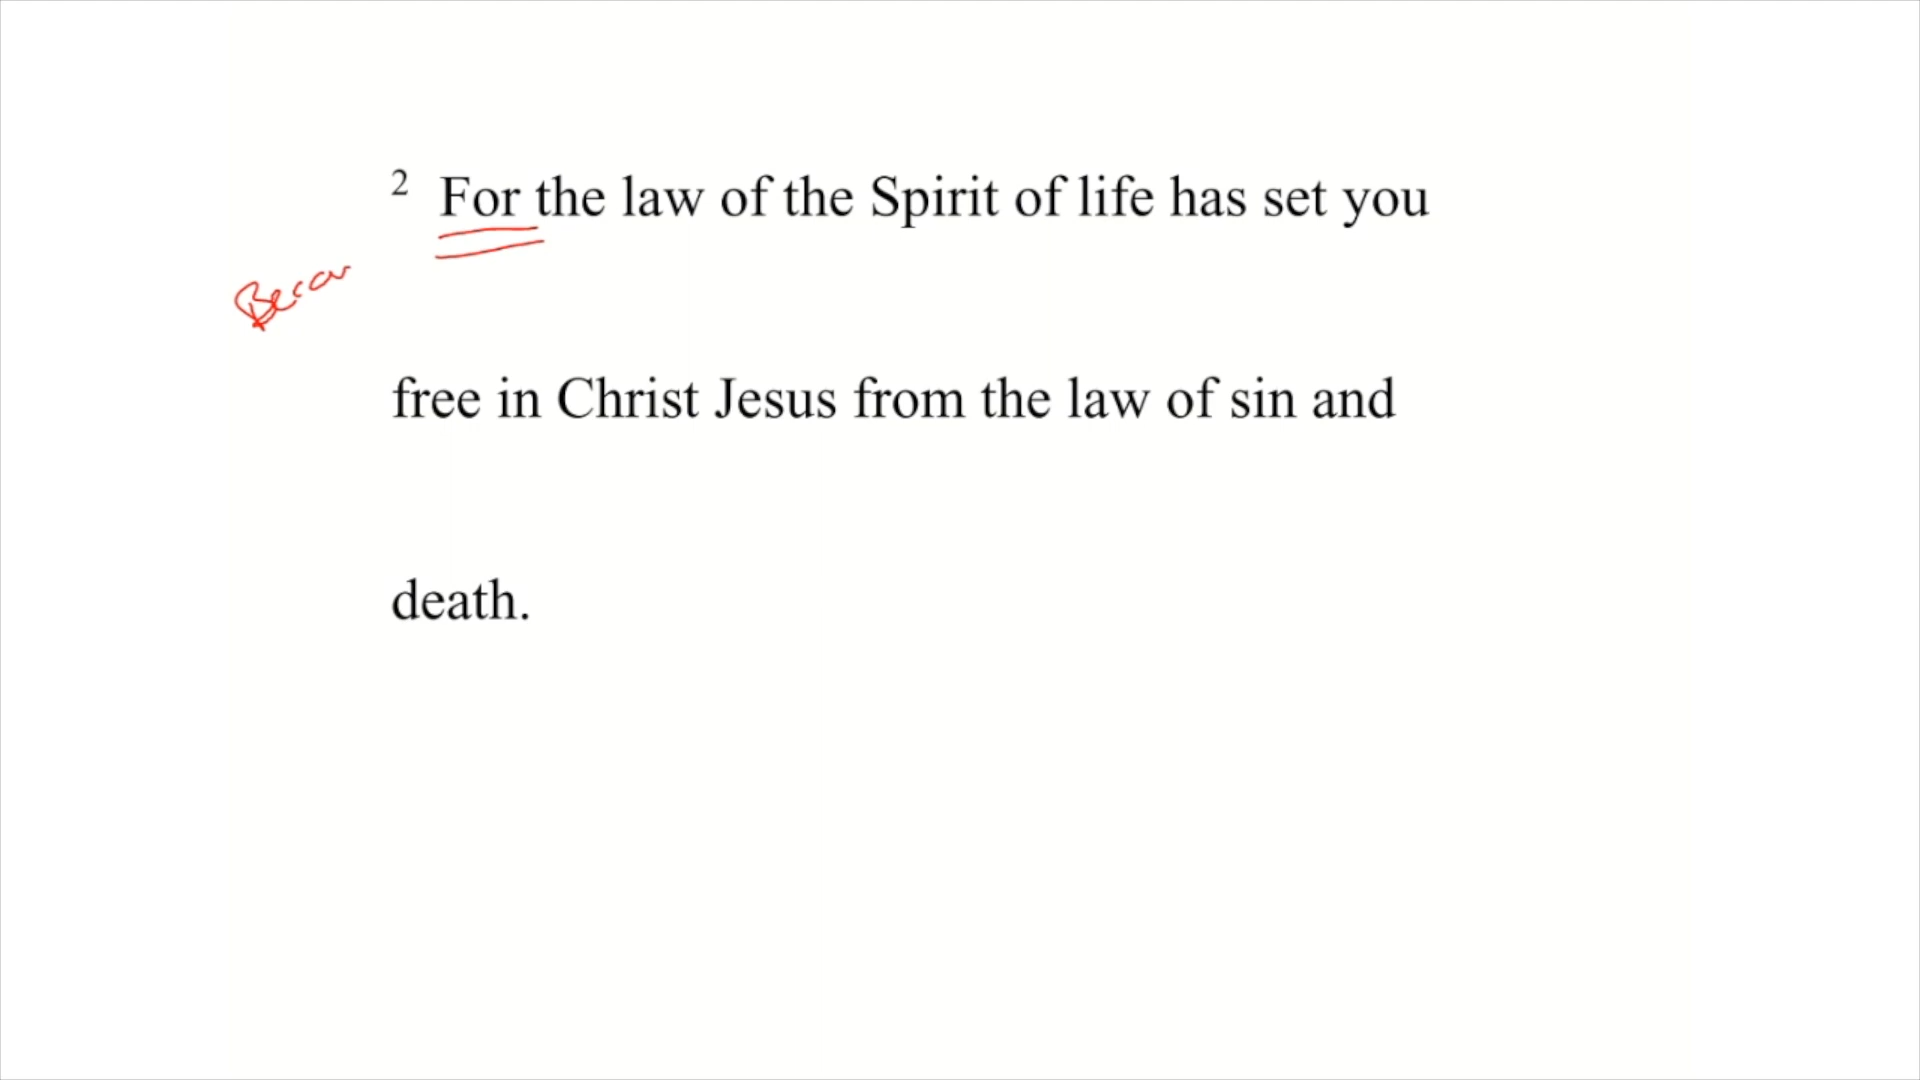 2 For the law of the Spirit of life has set you
Becau
free in Christ Jesus from the law of sin and
death.